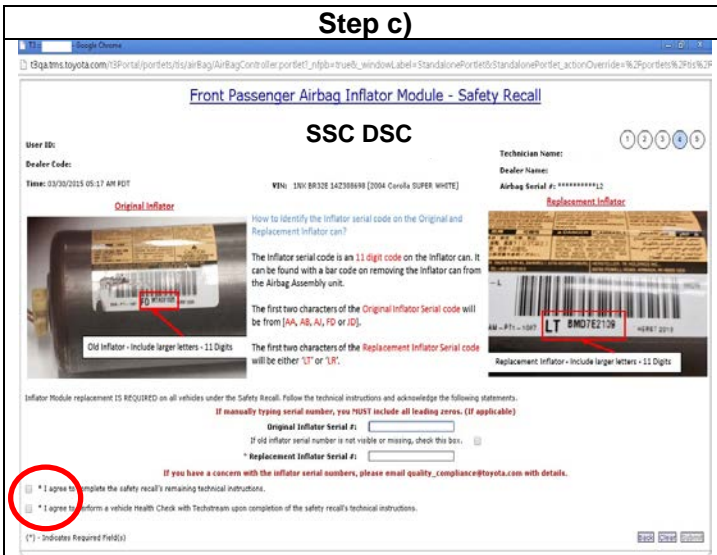 Step c)
- Google Chrome
t3qa.tms.toyota.com/t3Portal/portlets/tis/airBag/AirBagController.portlet?_nfpb=true&_windowLabel=StandalonePortlet&StandalonePortlet_actionOverride=%2Fportlets%2Ftis%2F
Front Passenger Airbag Inflator Module - Safety Recall
SSC DSC
1 2 3 4 5
User ID:
Technician Name:
Dealer Code:
Dealer Name:
Time: 03/30/2015 05:17 AM PDT
VIN: 1NX BR32E 14Z308698 [2004 Corolla SUPER WHITE]
Airbag Serial #: **********12
Original Inflator
Replacement Inflator
How to Identify the Inflator serial code on the Original and
Replacement Inflator can?
The Inflator serial code is an 11 digit code on the Inflator can. It
can be found with a bar code on removing the Inflator can from
the Airbag Assembly unit.
The first two characters of the Original Inflator Serial code will
be from [AA, AB, AJ, FD or JD].
The first two characters of the Replacement Inflator Serial code
will be either 'LT' or 'LR'.
FD
Old Inflator - Include larger letters - 11 Digits
LT BMD7E2109
Replacement Inflator - Include larger letters - 11 Digits
Inflator Module replacement IS REQUIRED on all vehicles under the Safety Recall. Follow the technical instructions and acknowledge the following statements.
If manually typing serial number, you MUST include all leading zeros. (If applicable)
Original Inflator Serial #:
If old inflator serial number is not visible or missing, check this box.
* Replacement Inflator Serial #:
If you have a concern with the inflator serial numbers, please email quality_compliance@toyota.com with details.
* I agree to complete the safety recall's remaining technical instructions.
* I agree to perform a vehicle Health Check with Techstream upon completion of the safety recall's technical instructions.
(*) - Indicates Required Field(s)
Back Clear Submit